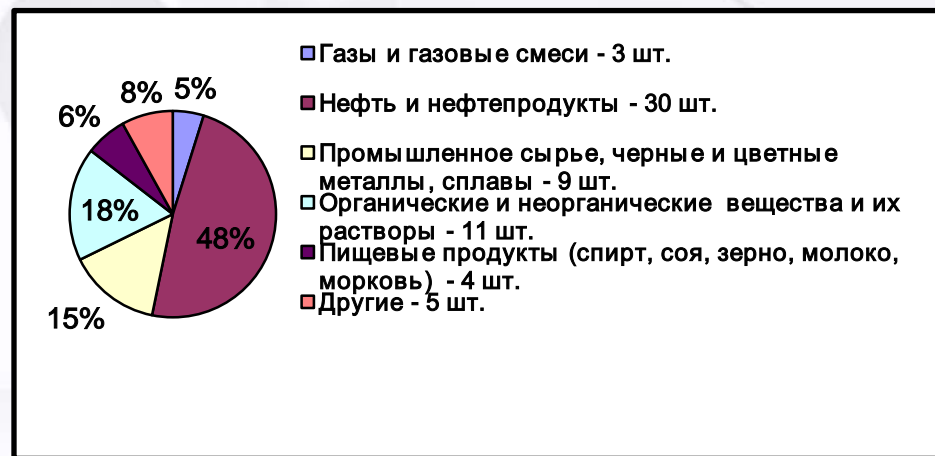 8%
5%
6%
18%
48%
15%
Газы и газовые смеси - 3 шт.
Нефть и нефтепродукты - 30 шт.
Промышленное сырье, черные и цветные
металлы, сплавы - 9 шт.
Органические и неорганические вещества и их
растворы - 11 шт.
Пищевые продукты (спирт, соя, зерно, молоко,
морковь) - 4 шт.
Другие - 5 шт.